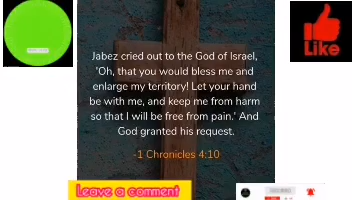 Jabez cried out to the God of Israel,
'Oh, that you would bless me and
enlarge my territory! Let your hand
be with me, and keep me from harm
so that I will be free from pain.' And
God granted his request.
-1 Chronicles 4:10
Like
Leave a comment